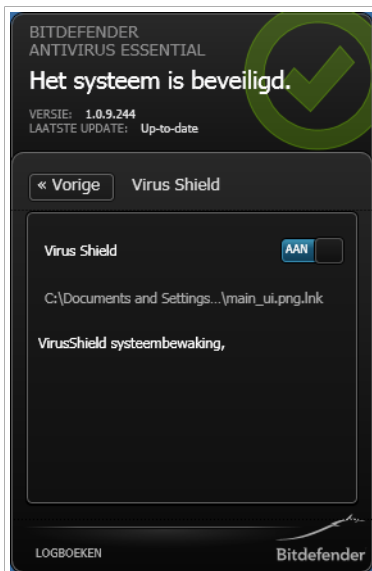 BITDEFENDER
ANTIVIRUS ESSENTIAL
Het systeem is beveiligd.
VERSIE: 1.0.9.244
LAATSTE UPDATE: Up-to-date
« Vorige Virus Shield
Virus Shield AAN
C:\Documents and Settings...\main_ui.png.lnk
VirusShield systeembewaking,
LOGBOEKEN Bitdefender